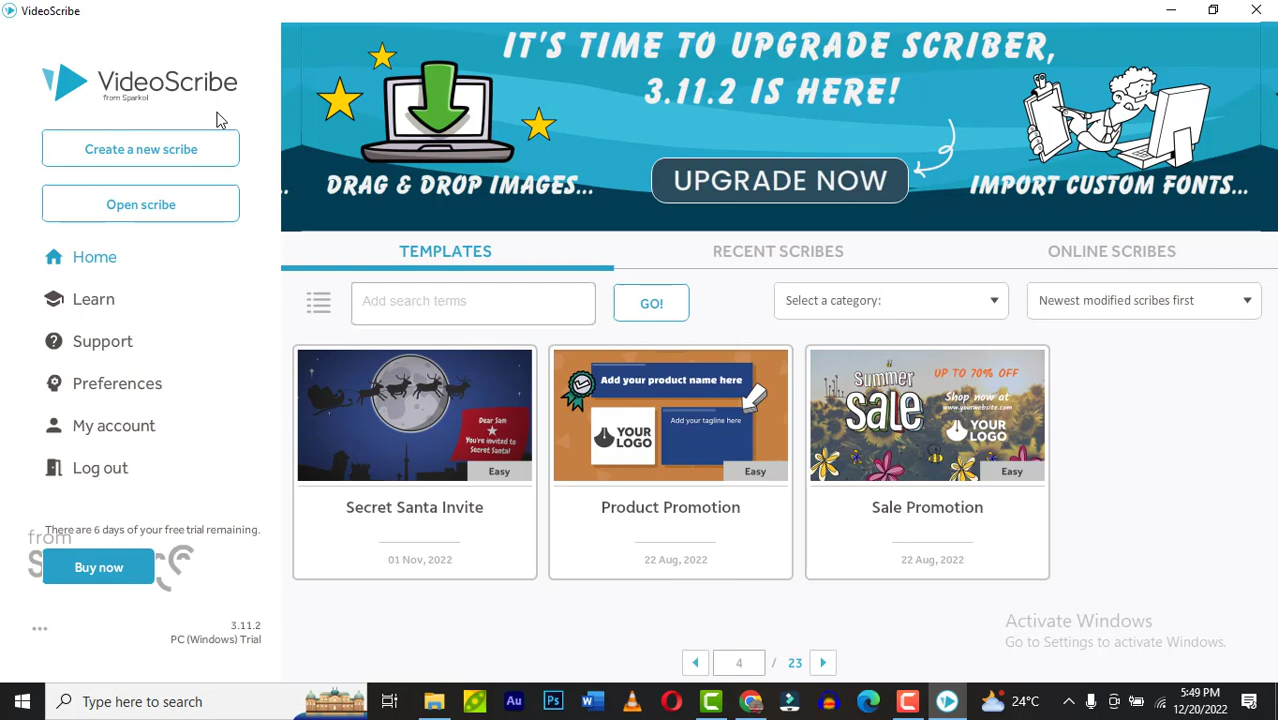 VideoScribe
VideoScribe
from Sparkol
Create a new scribe
Open scribe
Home
Learn
Support
Preferences
My account
Log out
There are 6 days of your free trial remaining.
from
Buy now
3.11.2
PC (Windows) Trial
IT'S TIME TO UPGRADE SCRIBER,
3.11.2 IS HERE!
DRAG & DROP IMAGES...
UPGRADE NOW
IMPORT CUSTOM FONTS...
TEMPLATES
RECENT SCRIBES
ONLINE SCRIBES
Add search terms
GO!
Select a category:
Newest modified scribes first
Dear Sam
You're invited to
Secret Santa!
Easy
Secret Santa Invite
01 Nov, 2022
Add your product name here
YOUR
LOGO
Add your tagline here
Easy
Product Promotion
22 Aug, 2022
Summer
Sale
UP TO 70% OFF
Shop now at
www.yourwebsite.com
YOUR
LOGO
Easy
Sale Promotion
22 Aug, 2022
4 / 23
Activate Windows
Go to Settings to activate Windows.
Type here to search
Au
Ps
W
24°C
5:49 PM
12/20/2022